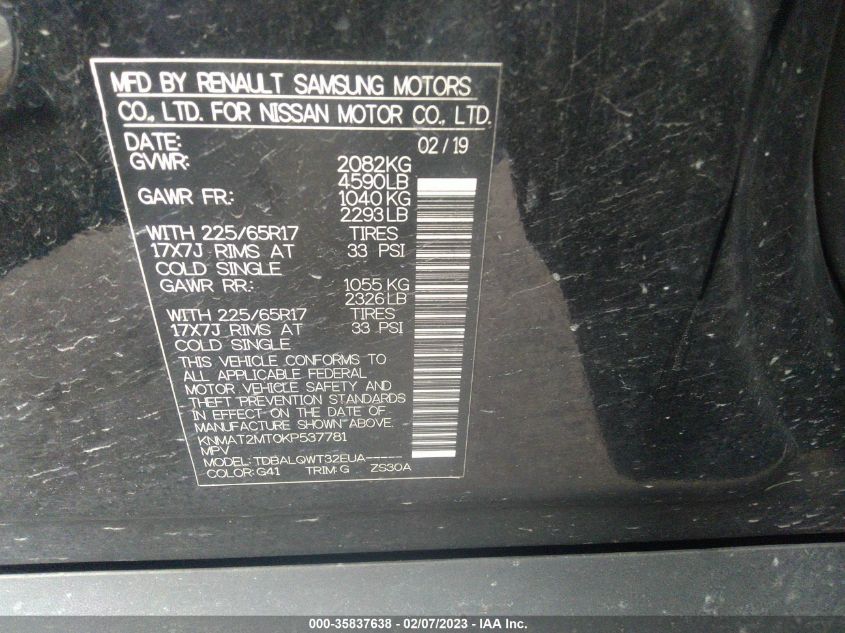 MFD BY RENAULT SAMSUNG MOTORS
CO., LTD. FOR NISSAN MOTOR CO., LTD.
DATE: 02/19
GVWR: 2082KG
4590LB
GAWR FR: 1040KG
2293LB
WITH 225/65R17 TIRES
17X7J RIMS AT 33 PSI
COLD SINGLE
GAWR RR: 1055 KG
2326LB
WITH 225/65R17 TIRES
17X7J RIMS AT 33 PSI
COLD SINGLE
THIS VEHICLE CONFORMS TO
ALL APPLICABLE FEDERAL
MOTOR VEHICLE SAFETY AND
THEFT PREVENTION STANDARDS
IN EFFECT ON THE DATE OF
MANUFACTURE SHOWN ABOVE.
KNMAT2MT0KP537781
MPV
MODEL: TDBALQWT32EUA-----
COLOR: G41 TRIM: G ZS30A
000-35837638 - 02/07/2023 - IAA Inc.